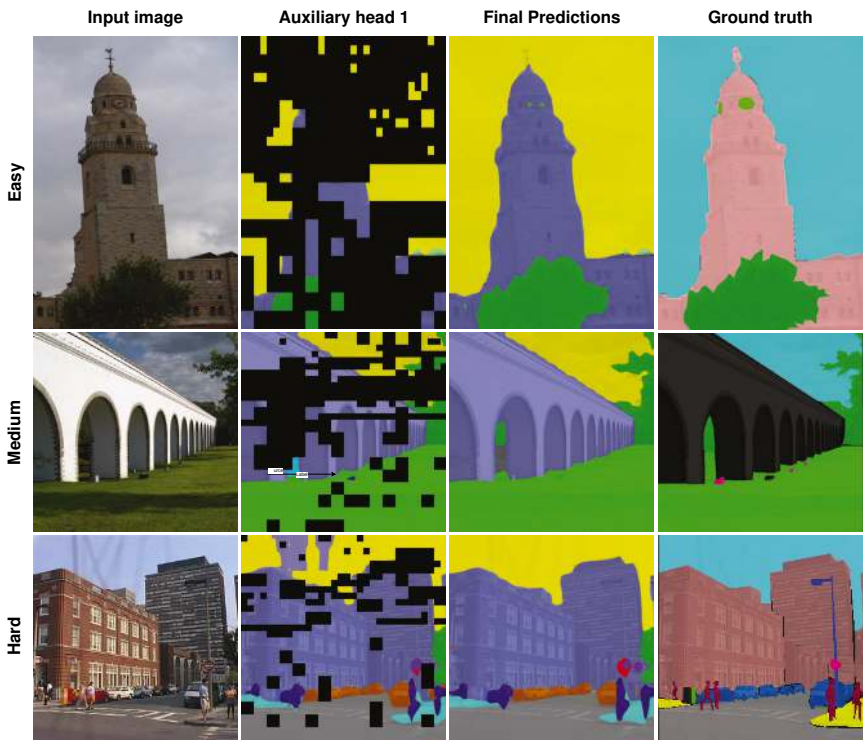 Input image
Auxiliary head 1
Final Predictions
Ground truth
Easy
Medium
Hard